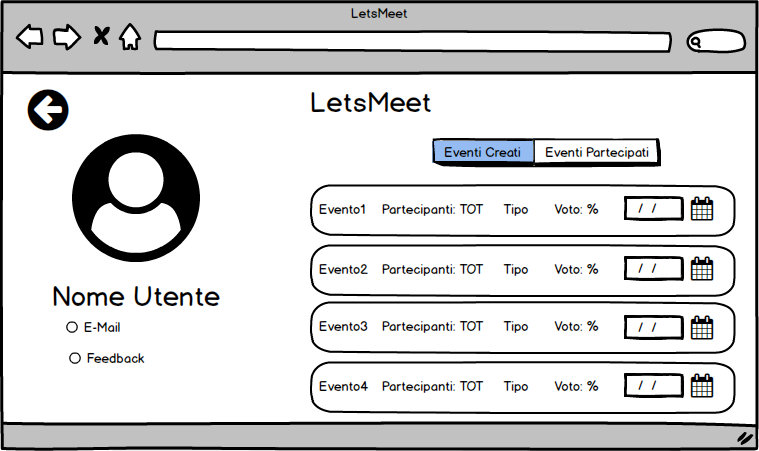 LetsMeet
LetsMeet
Eventi Creati Eventi Partecipati
Evento1 Partecipanti: TOT Tipo Voto: % / /
Evento2 Partecipanti: TOT Tipo Voto: % / /
Nome Utente
E-Mail
Feedback
Evento3 Partecipanti: TOT Tipo Voto: % / /
Evento4 Partecipanti: TOT Tipo Voto: % / /